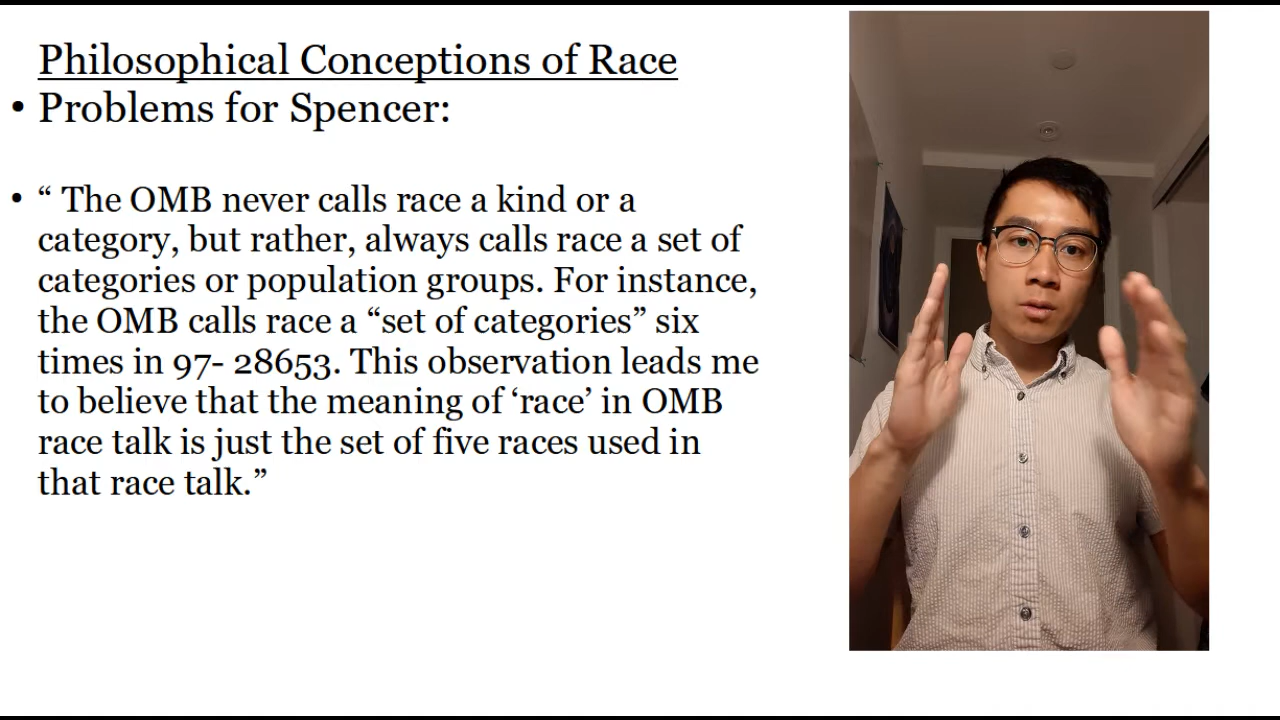 Philosophical Conceptions of Race
• Problems for Spencer:
• “ The OMB never calls race a kind or a
category, but rather, always calls race a set of
categories or population groups. For instance,
the OMB calls race a “set of categories” six
times in 97- 28653. This observation leads me
to believe that the meaning of ‘race’ in OMB
race talk is just the set of five races used in
that race talk.”